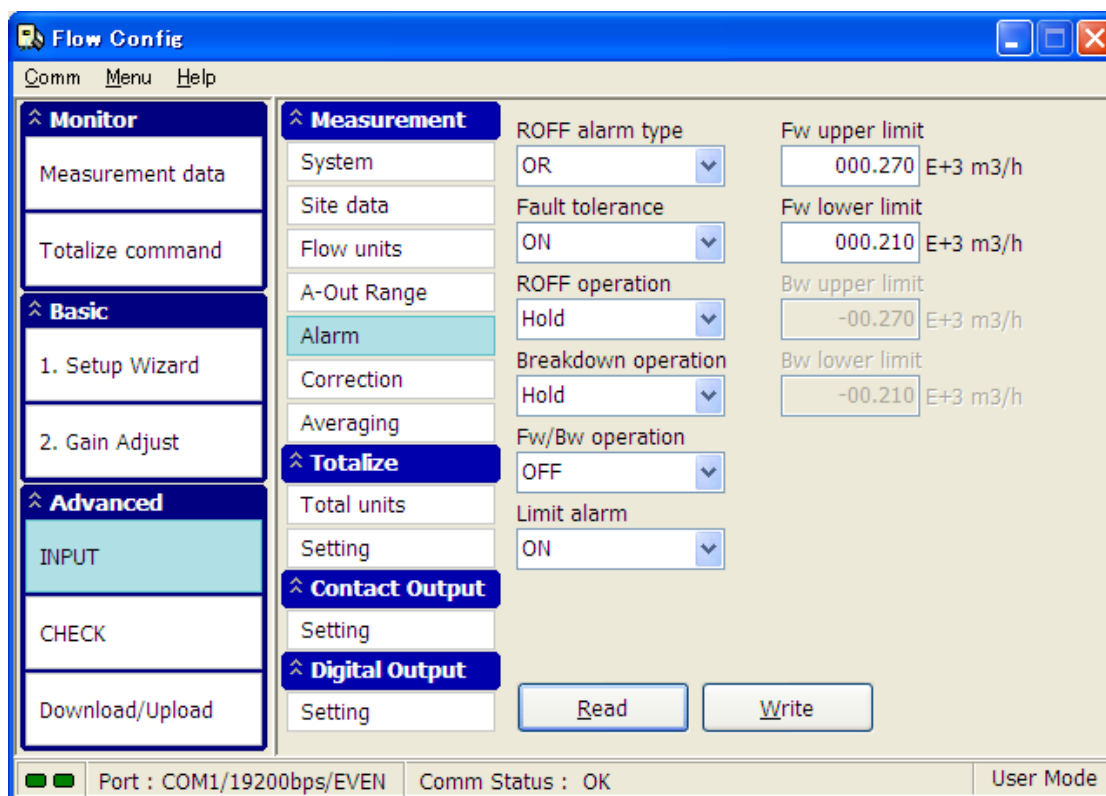 Flow Config
Comm Menu Help
Monitor
Measurement data
Totalize command
Basic
1. Setup Wizard
2. Gain Adjust
Advanced
INPUT
CHECK
Download/Upload
Measurement
System
Site data
Flow units
A-Out Range
Alarm
Correction
Averaging
Totalize
Total units
Setting
Contact Output
Setting
Digital Output
Setting
ROFF alarm type
OR
Fault tolerance
ON
ROFF operation
Hold
Breakdown operation
Hold
Fw/Bw operation
OFF
Limit alarm
ON
Fw upper limit
000.270 E+3 m3/h
Fw lower limit
000.210 E+3 m3/h
Bw upper limit
-00.270 E+3 m3/h
Bw lower limit
-00.210 E+3 m3/h
Read Write
Port : COM1/19200bps/EVEN Comm Status : OK User Mode